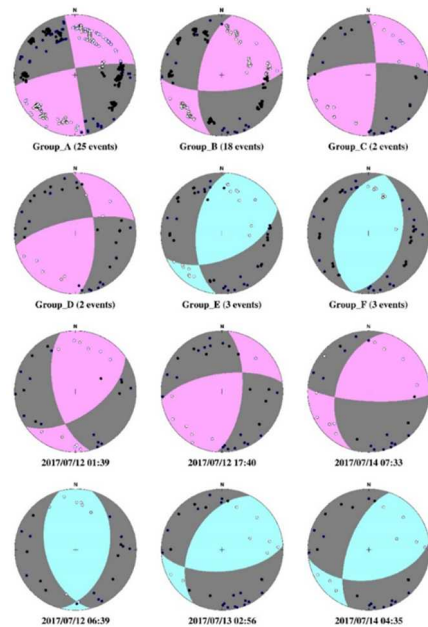 N N N
Group_A (25 events) Group_B (18 events) Group_C (2 events)
N N N
Group_D (2 events) Group_E (3 events) Group_F (3 events)
N N N
2017/07/12 01:39 2017/07/12 17:40 2017/07/14 07:33
N N N
2017/07/12 06:39 2017/07/13 02:56 2017/07/14 04:35